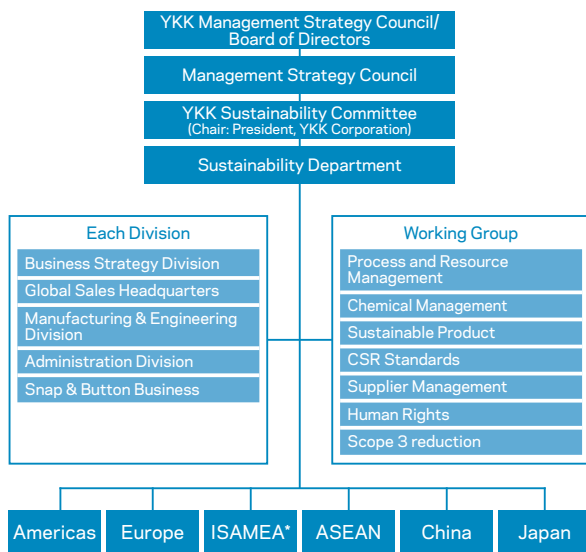 YKK Management Strategy Council/
Board of Directors
Management Strategy Council
YKK Sustainability Committee
(Chair: President, YKK Corporation)
Sustainability Department
Each Division
Business Strategy Division
Global Sales Headquarters
Manufacturing & Engineering
Division
Administration Division
Snap & Button Business
Working Group
Process and Resource
Management
Chemical Management
Sustainable Product
CSR Standards
Supplier Management
Human Rights
Scope 3 reduction
Americas
Europe
ISAMEA*
ASEAN
China
Japan